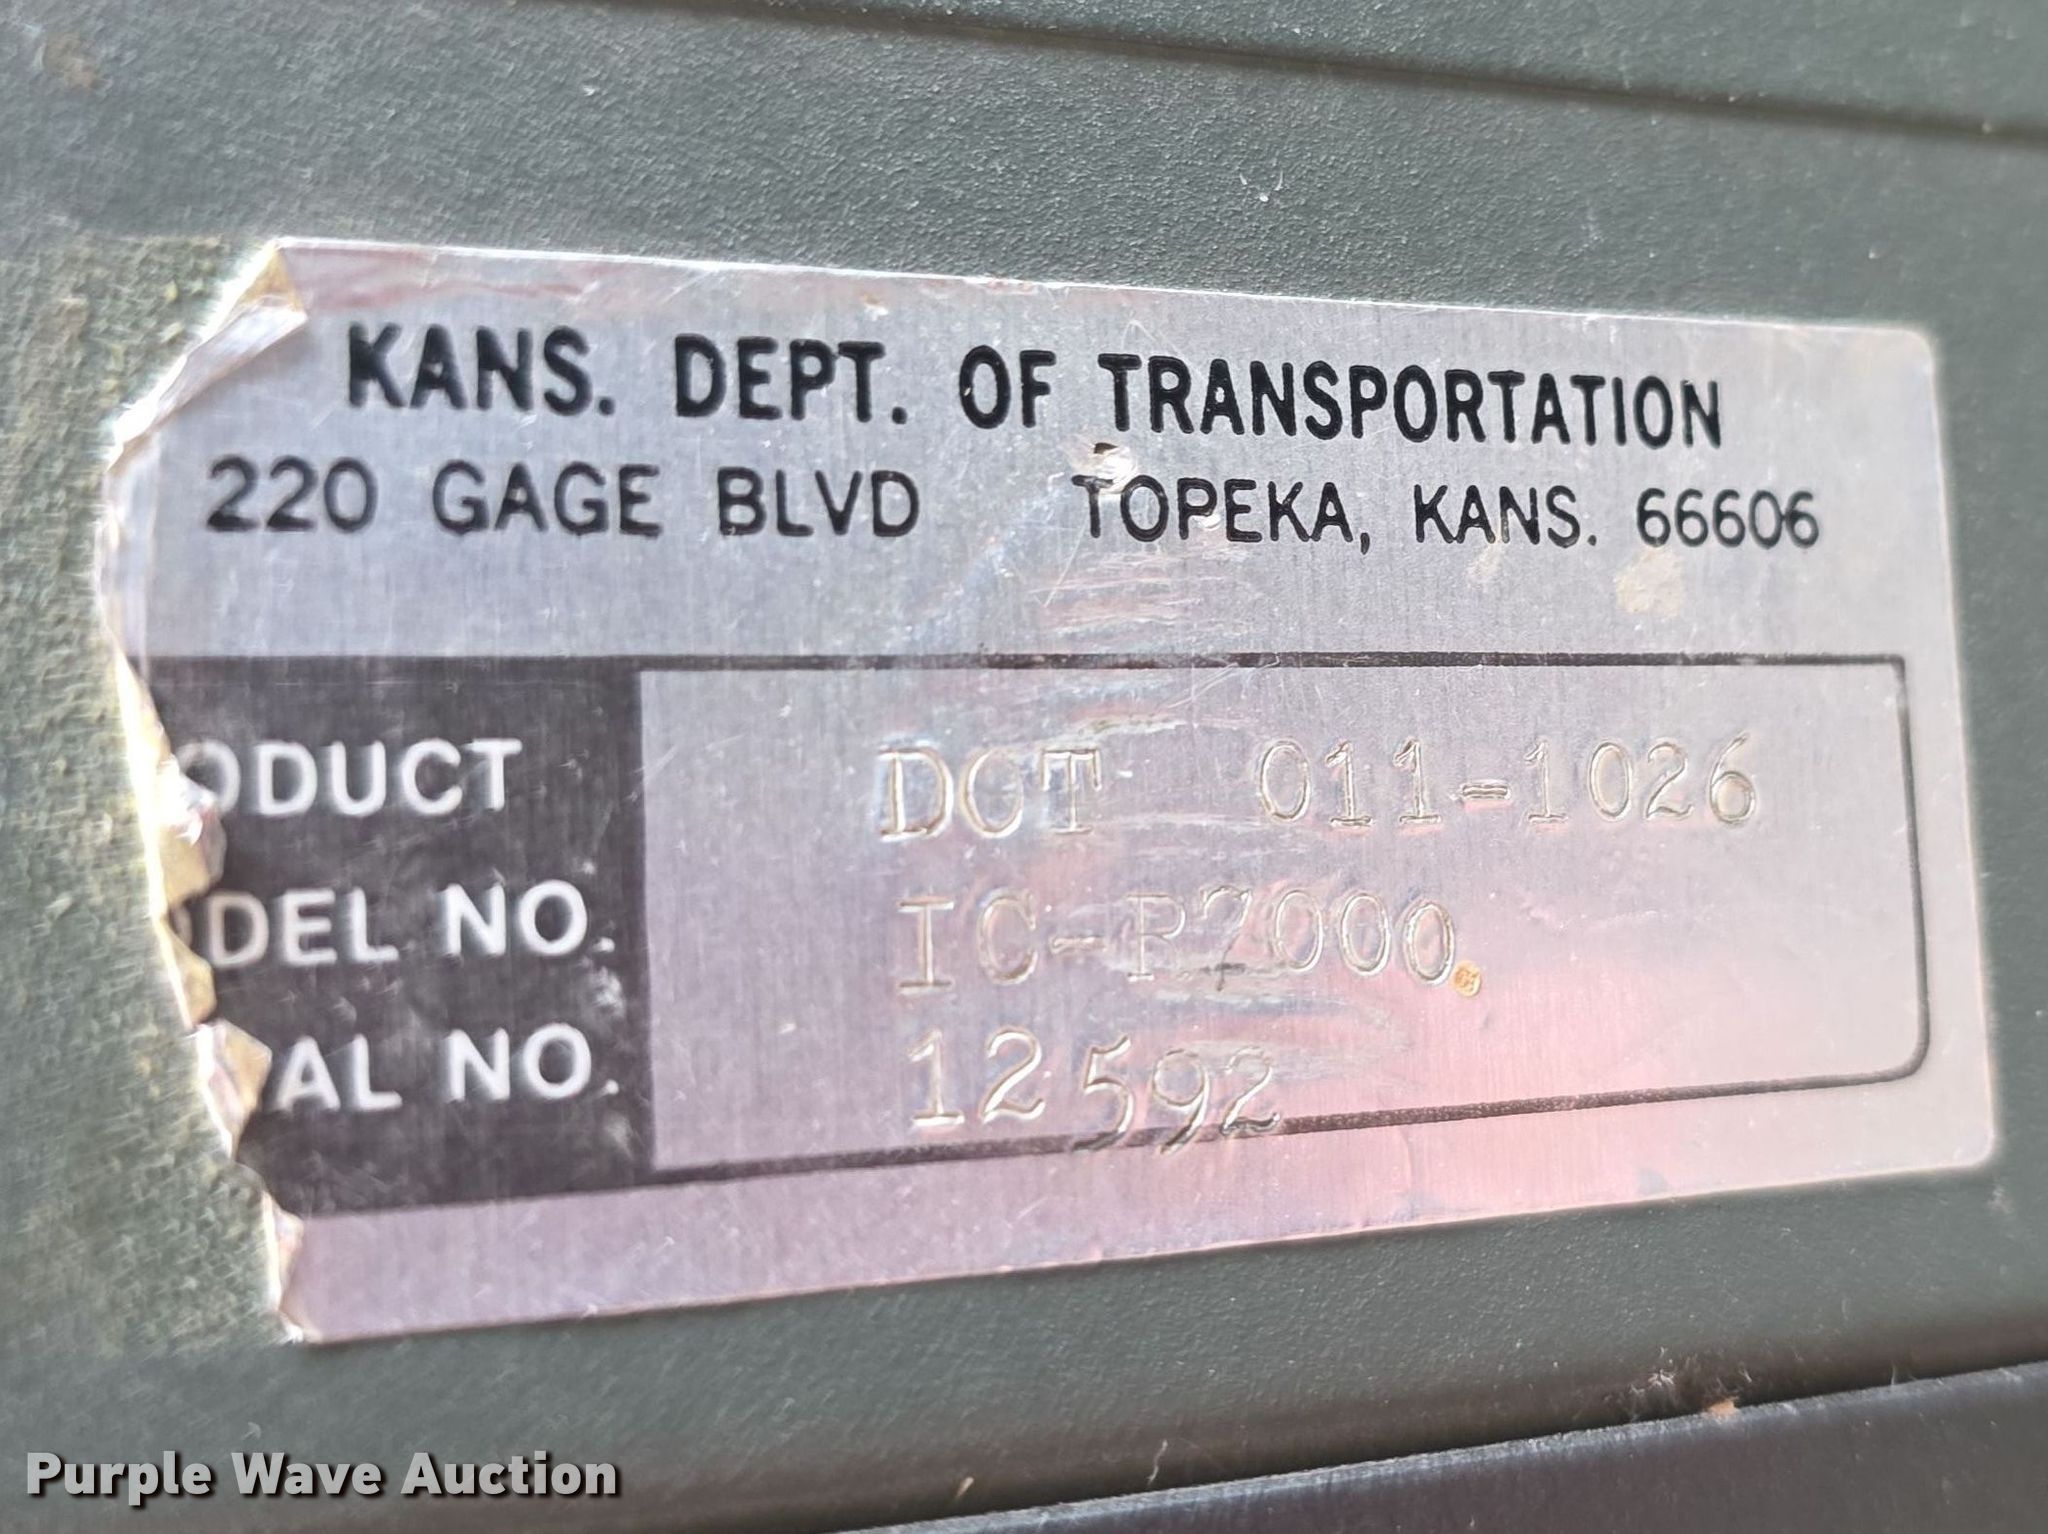 KANS. DEPT. OF TRANSPORTATION
220 GAGE BLVD TOPEKA, KANS. 66606
ODUCT DOT 011-1026
ODEL NO. IC-R7000
AL NO. 12592
Purple Wave Auction